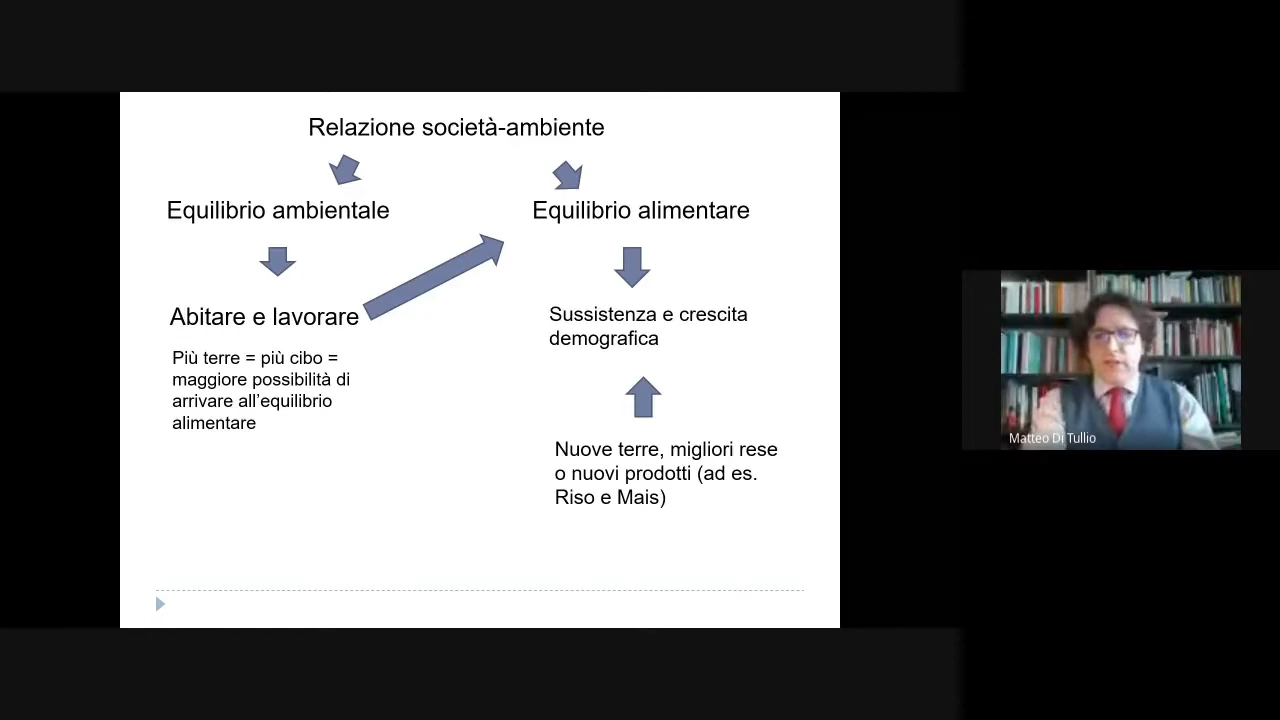 Relazione società-ambiente
Equilibrio ambientale
Equilibrio alimentare
Abitare e lavorare
Più terre = più cibo =
maggiore possibilità di
arrivare all’equilibrio
alimentare
Sussistenza e crescita
demografica
Nuove terre, migliori rese
o nuovi prodotti (ad es.
Riso e Mais)
Matteo Di Tullio